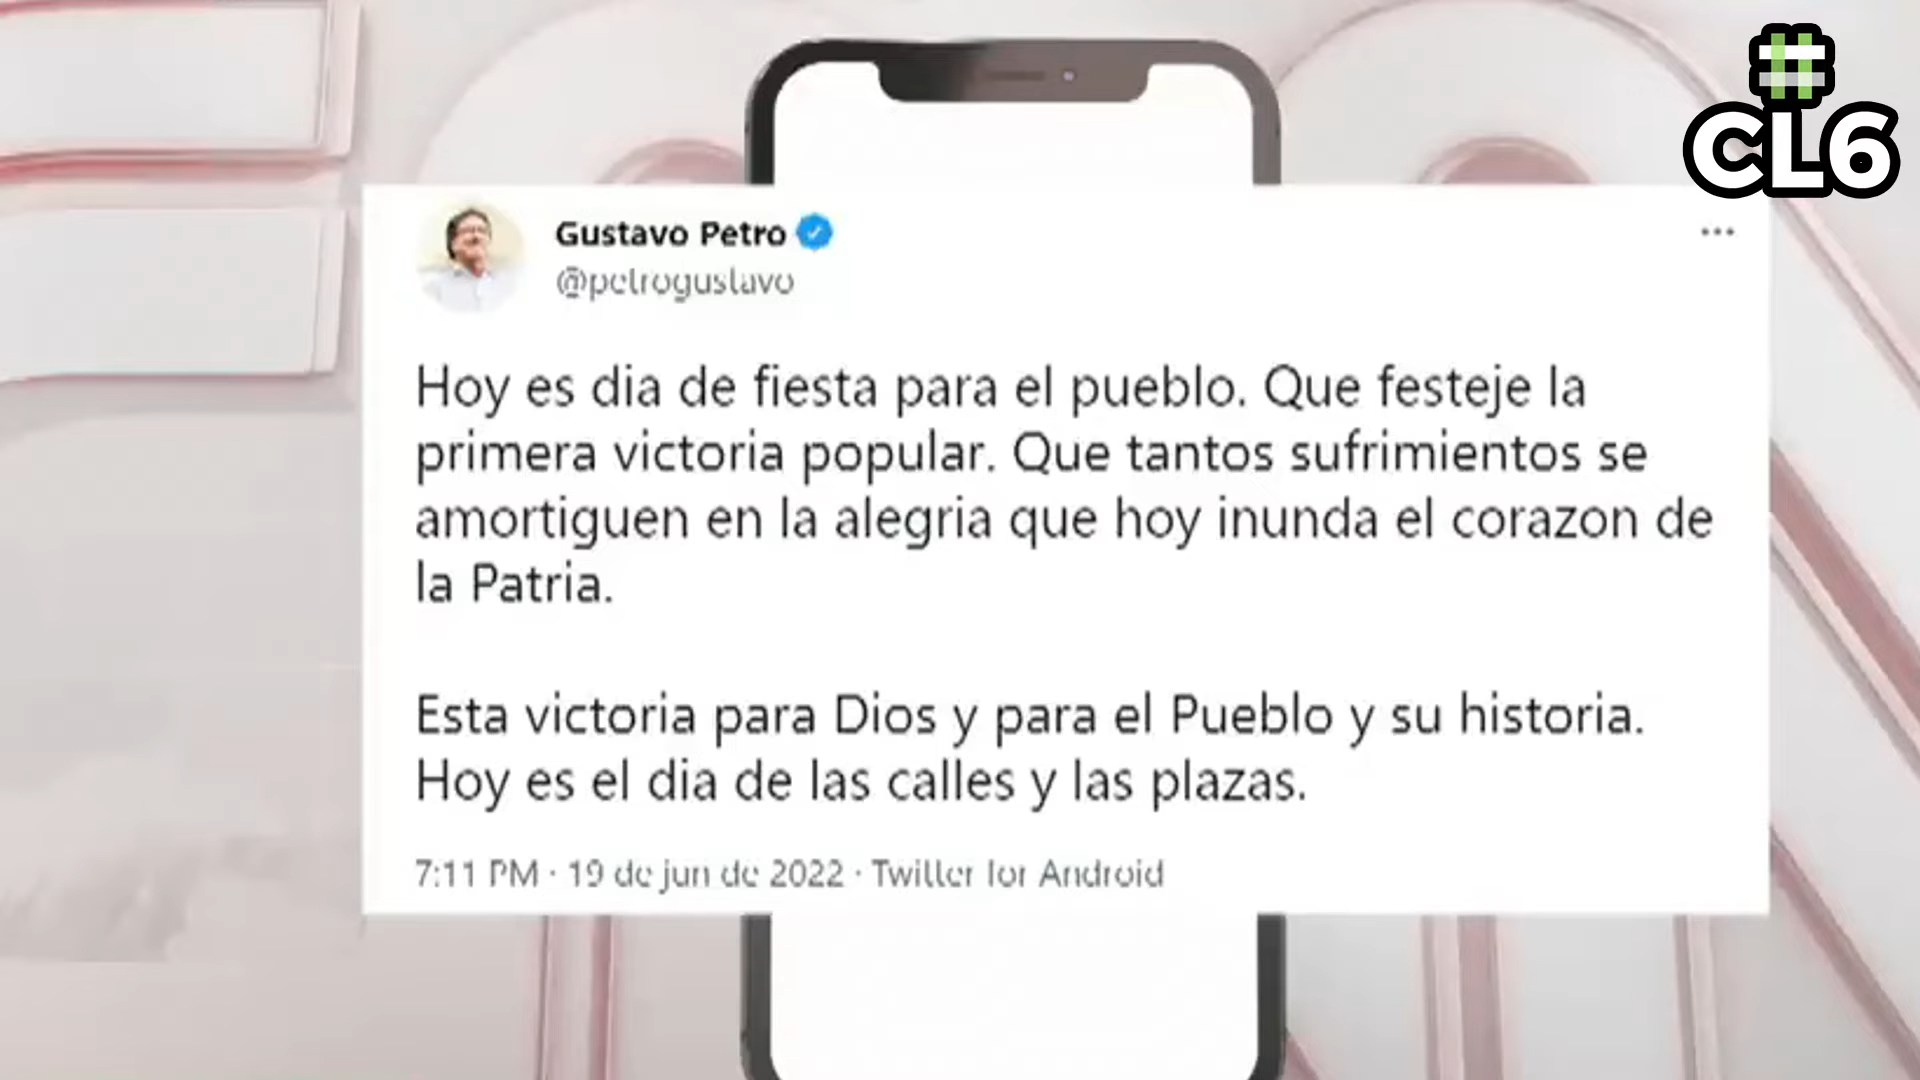 #
CL6
Gustavo Petro
@petrogustavo
Hoy es dia de fiesta para el pueblo. Que festeje la
primera victoria popular. Que tantos sufrimientos se
amortiguen en la alegria que hoy inunda el corazon de
la Patria.
Esta victoria para Dios y para el Pueblo y su historia.
Hoy es el dia de las calles y las plazas.
7:11 PM · 19 de jun de 2022 · Twitter for Android